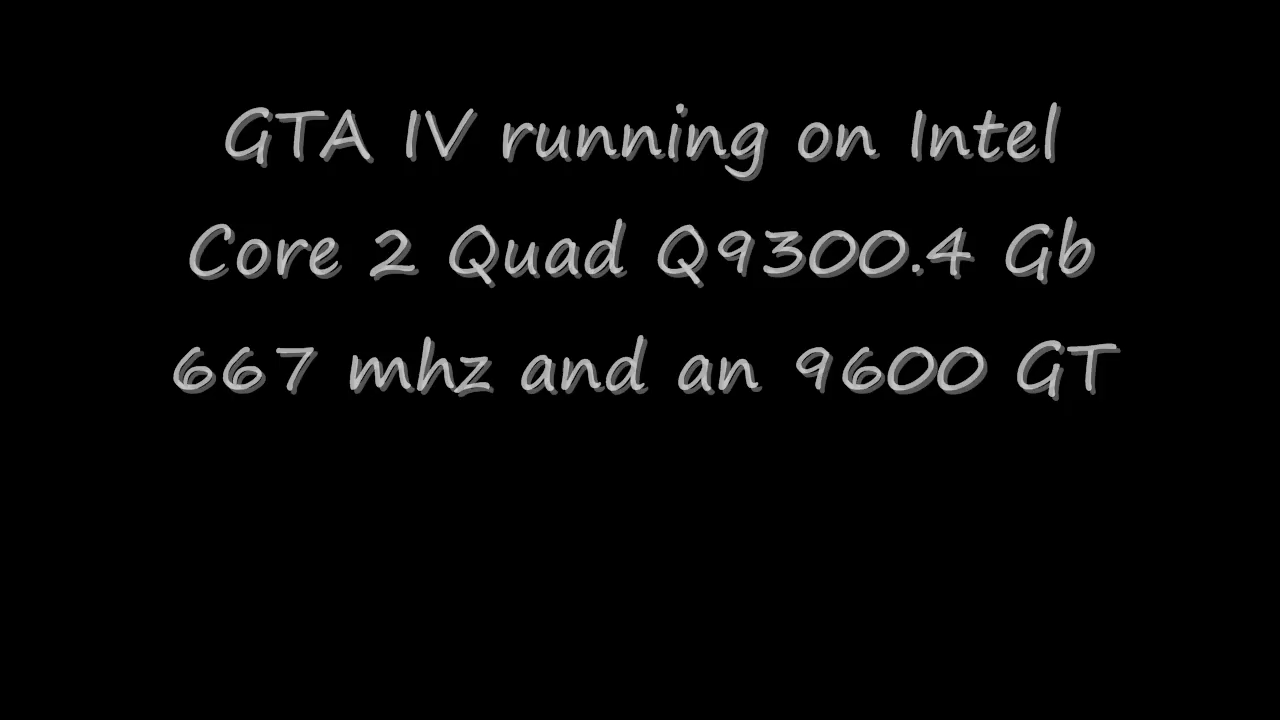 GTA IV running on Intel
Core 2 Quad Q9300.4 Gb
667 mhz and an 9600 GT